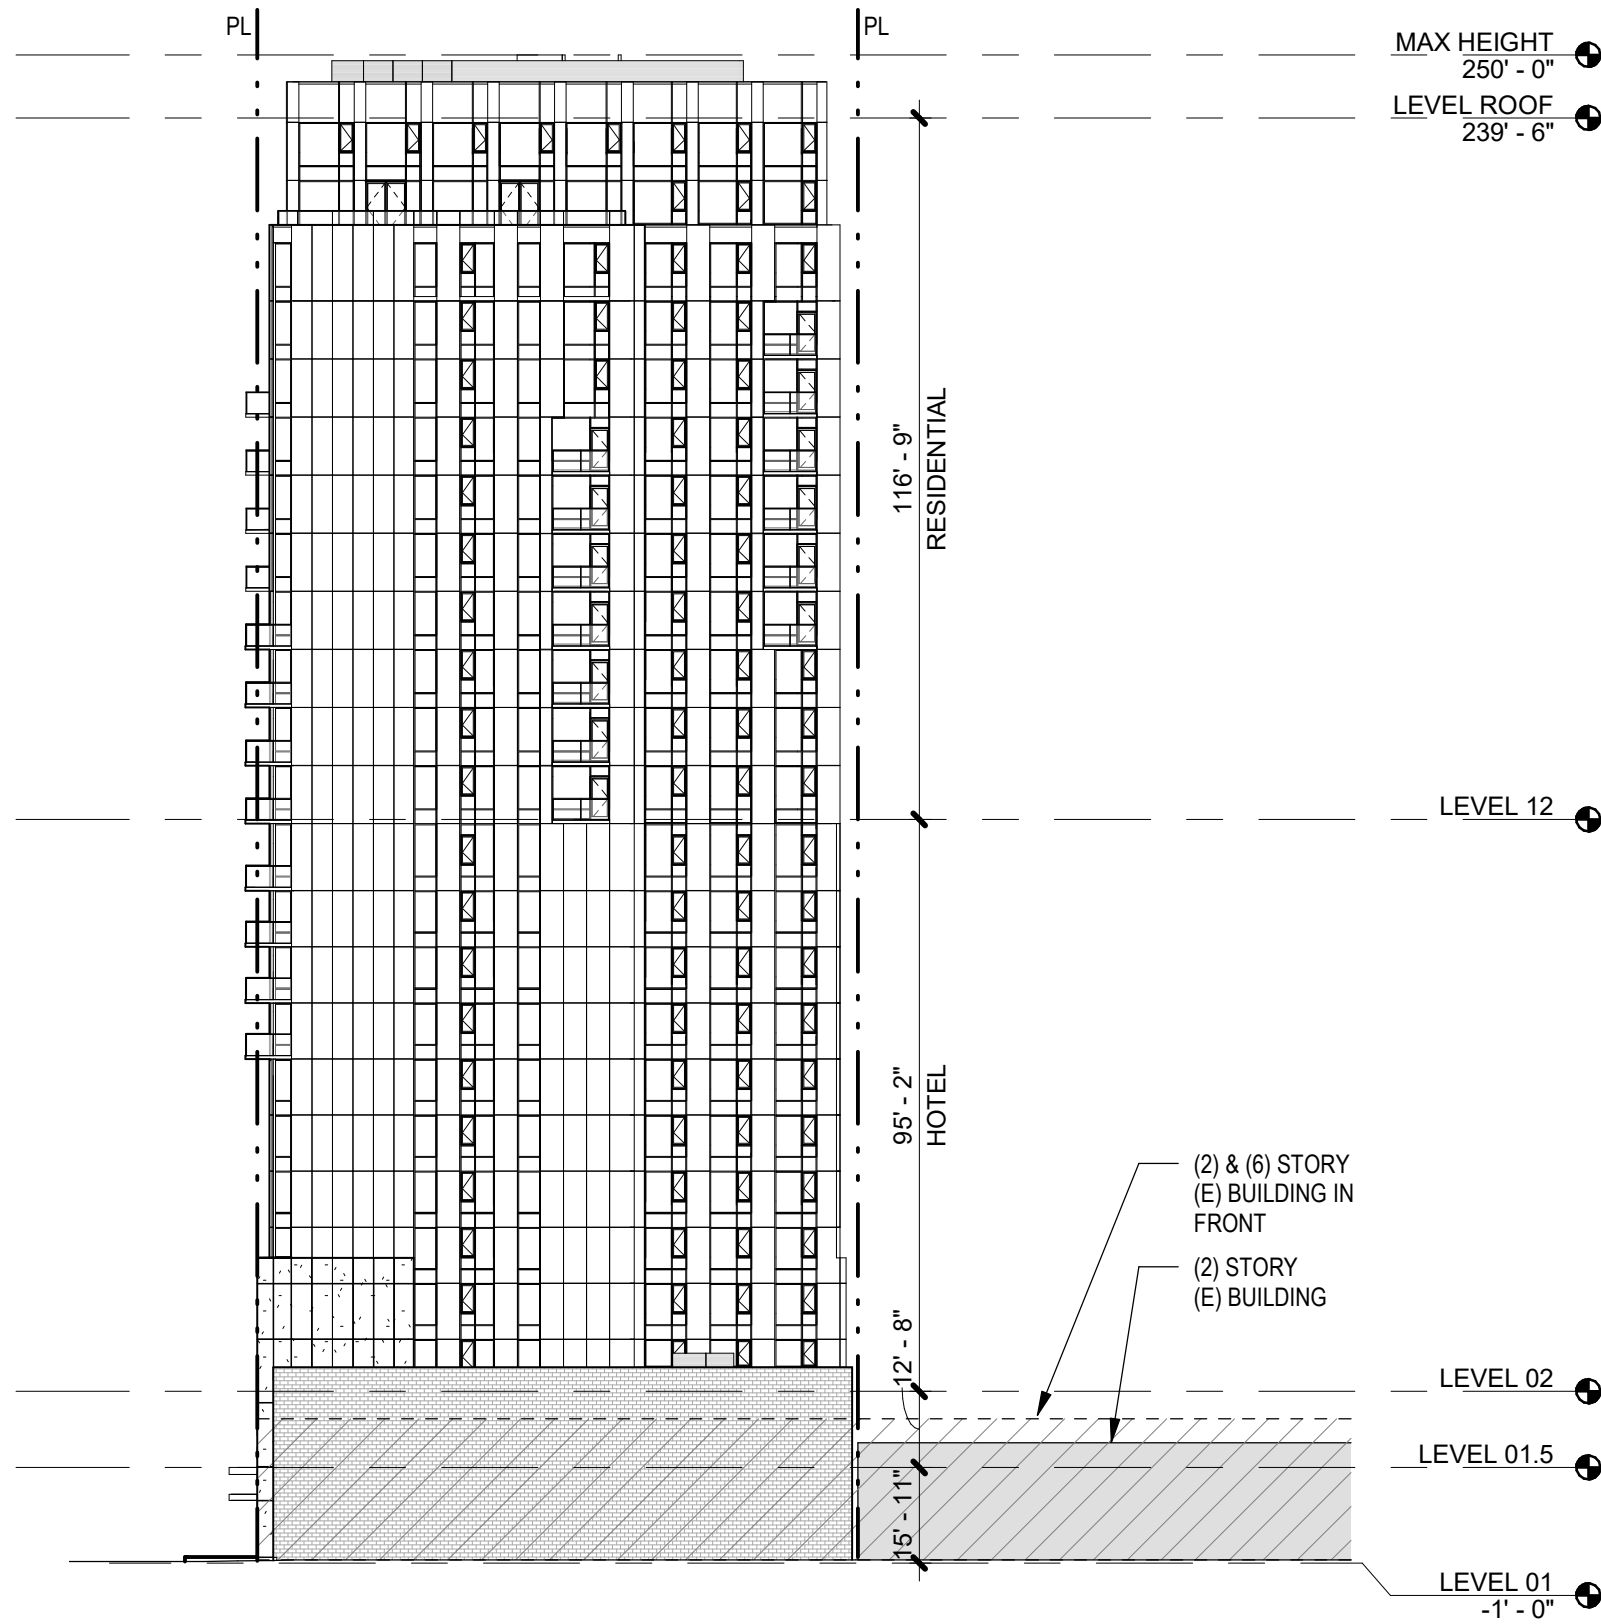 PL
PL
MAX HEIGHT
250' - 0"
LEVEL ROOF
239' - 6"
116' - 9"
RESIDENTIAL
LEVEL 12
95' - 2"
HOTEL
(2) & (6) STORY
(E) BUILDING IN
FRONT
(2) STORY
(E) BUILDING
12' - 8"
LEVEL 02
LEVEL 01.5
15' - 11"
LEVEL 01
-1' - 0"